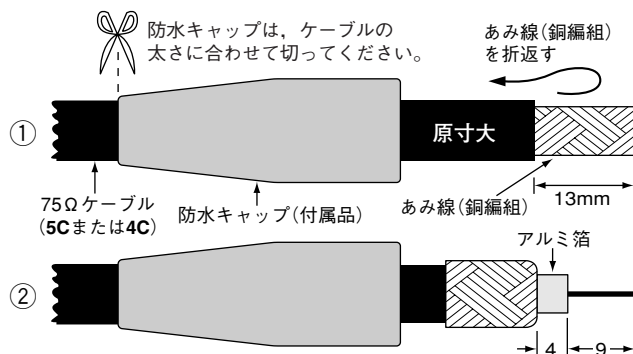 防水キャップは，ケーブルの
太さに合わせて切ってください。
あみ線(銅編組)
を折返す
①
原寸大
75Ωケーブル
(5Cまたは4C)
防水キャップ(付属品)
あみ線(銅編組)
13mm
アルミ箔
②
4
9